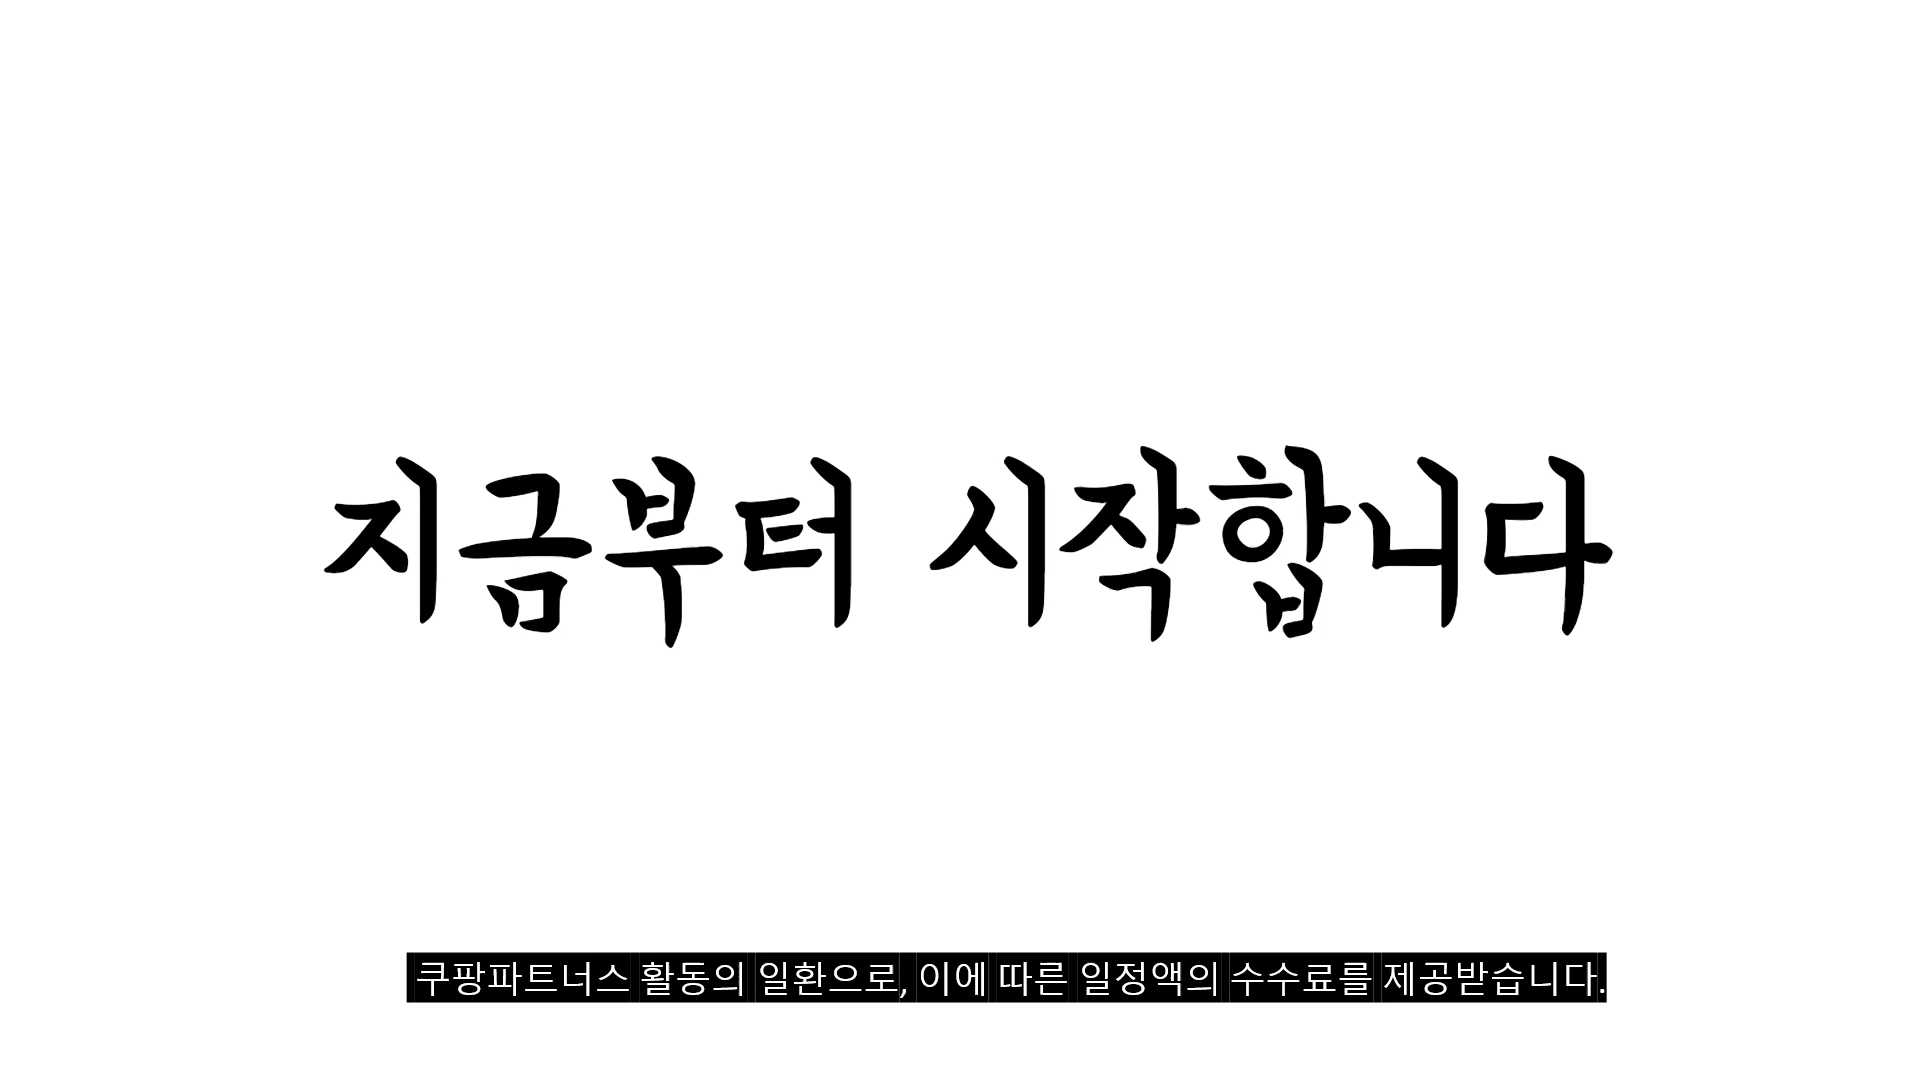 지금부터 시작합니다
쿠팡파트너스 활동의 일환으로, 이에 따른 일정액의 수수료를 제공받습니다.